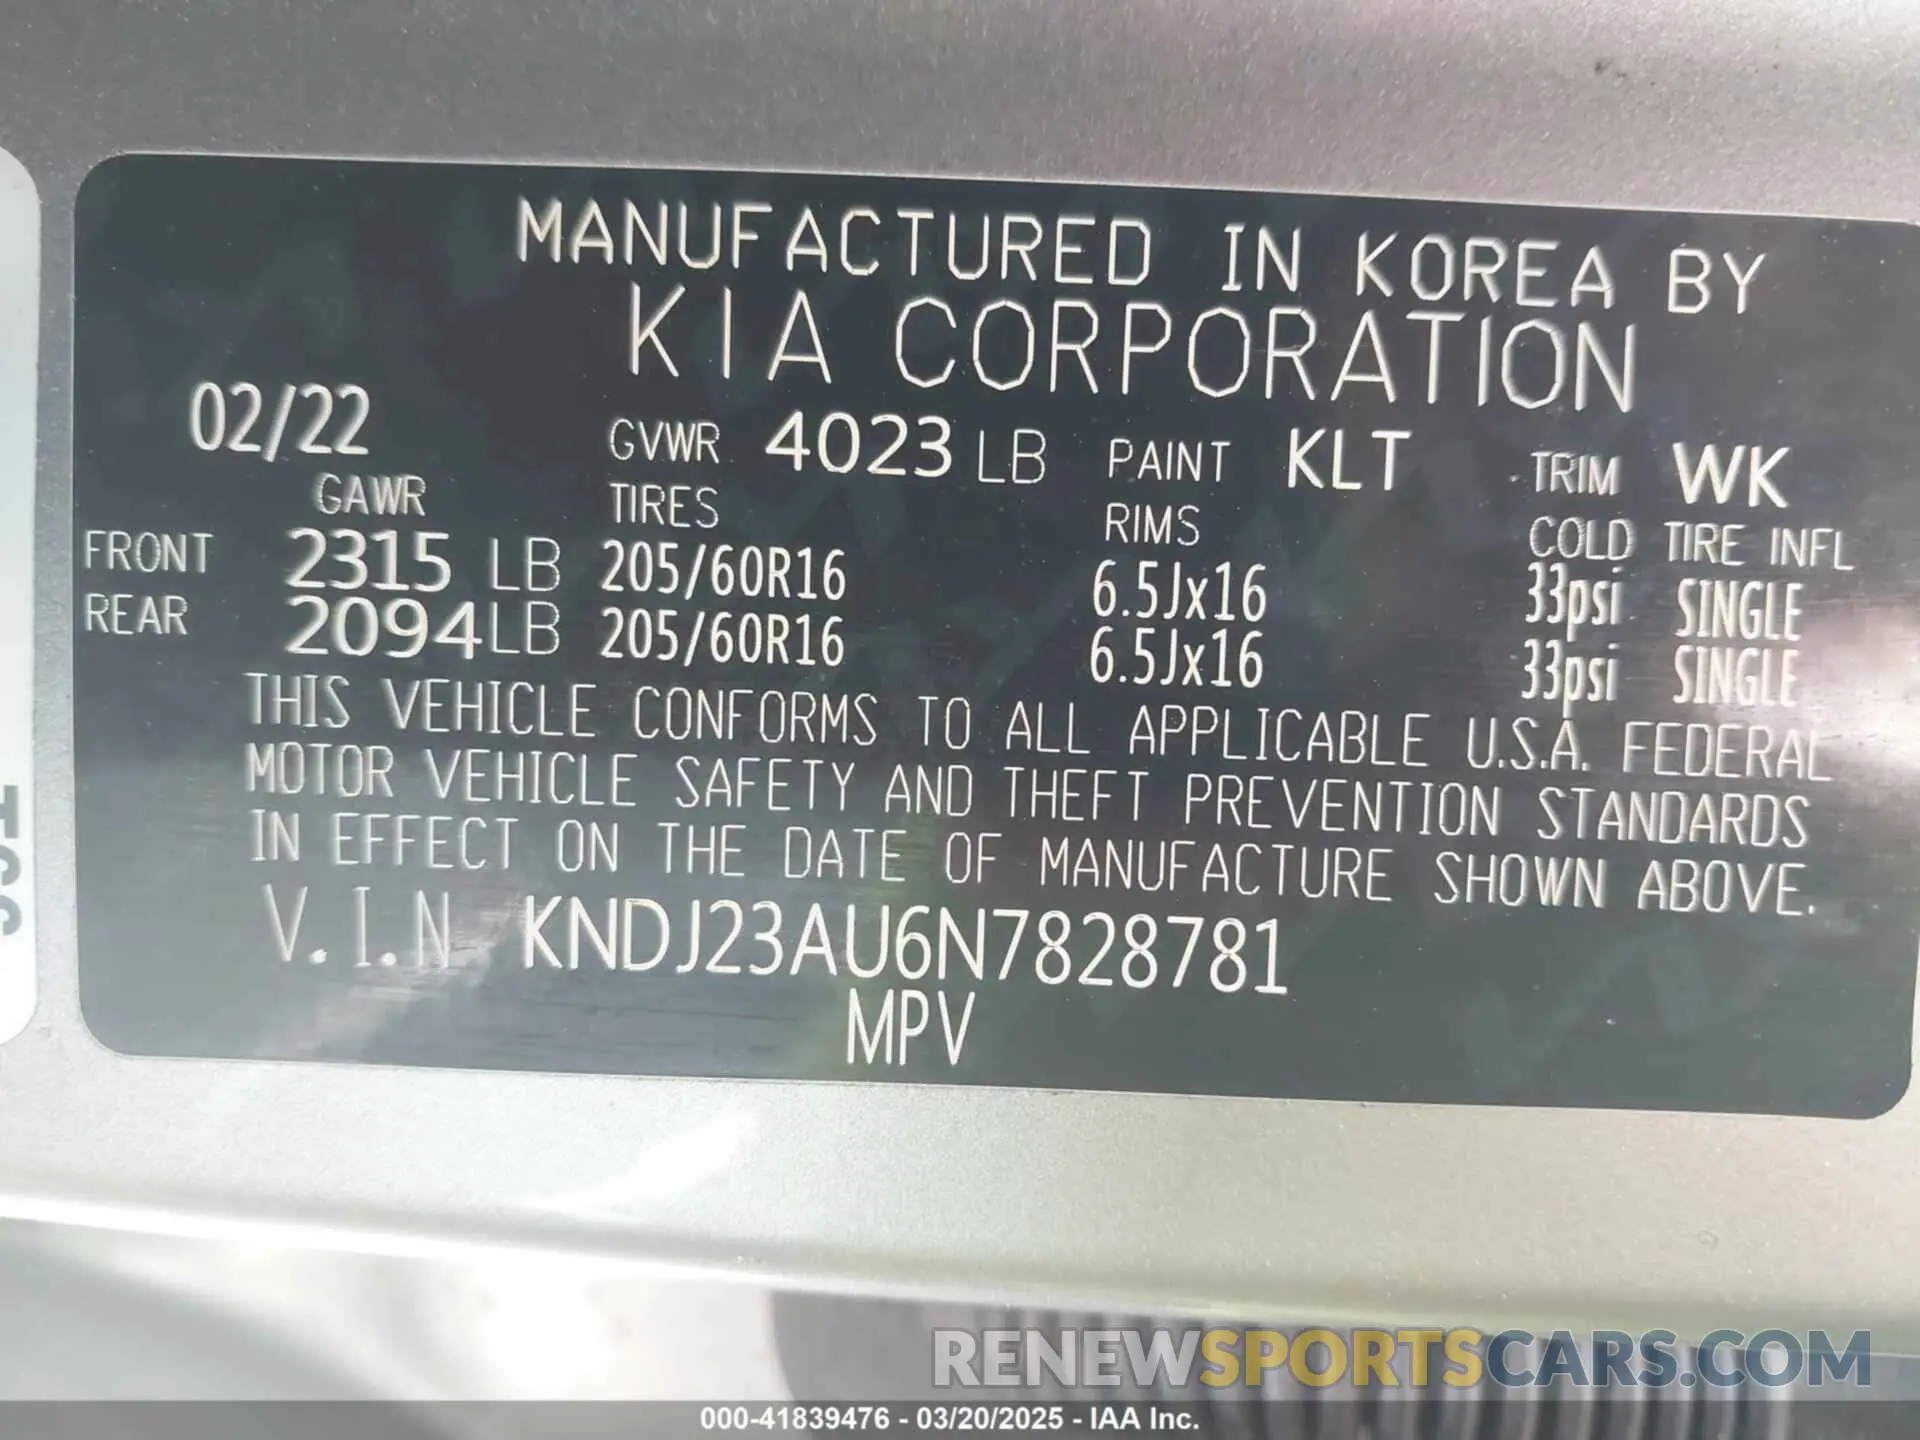 MANUFACTURED IN KOREA BY
KIA CORPORATION
02/22 GVWR 4023 LB PAINT KLT TRIM WK
GAWR TIRES RIMS COLD TIRE INFL
FRONT 2315 LB 205/60R16 6.5Jx16 33psi SINGLE
REAR 2094 LB 205/60R16 6.5Jx16 33psi SINGLE
THIS VEHICLE CONFORMS TO ALL APPLICABLE U.S.A. FEDERAL
MOTOR VEHICLE SAFETY AND THEFT PREVENTION STANDARDS
IN EFFECT ON THE DATE OF MANUFACTURE SHOWN ABOVE.
V.I.N KNDJ23AU6N7828781
MPV
RENEWSPORTSCARS.COM
000-41839476 - 03/20/2025 - IAA Inc.